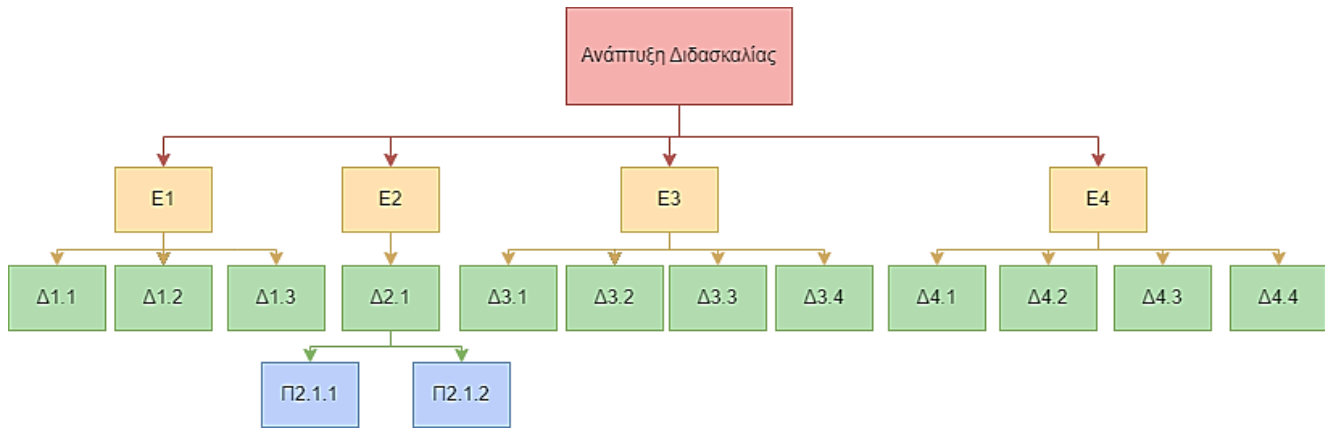 Ανάπτυξη Διδασκαλίας
Ε1
Ε2
Ε3
Ε4
Δ1.1
Δ1.2
Δ1.3
Δ2.1
Δ3.1
Δ3.2
Δ3.3
Δ3.4
Δ4.1
Δ4.2
Δ4.3
Δ4.4
Π2.1.1
Π2.1.2